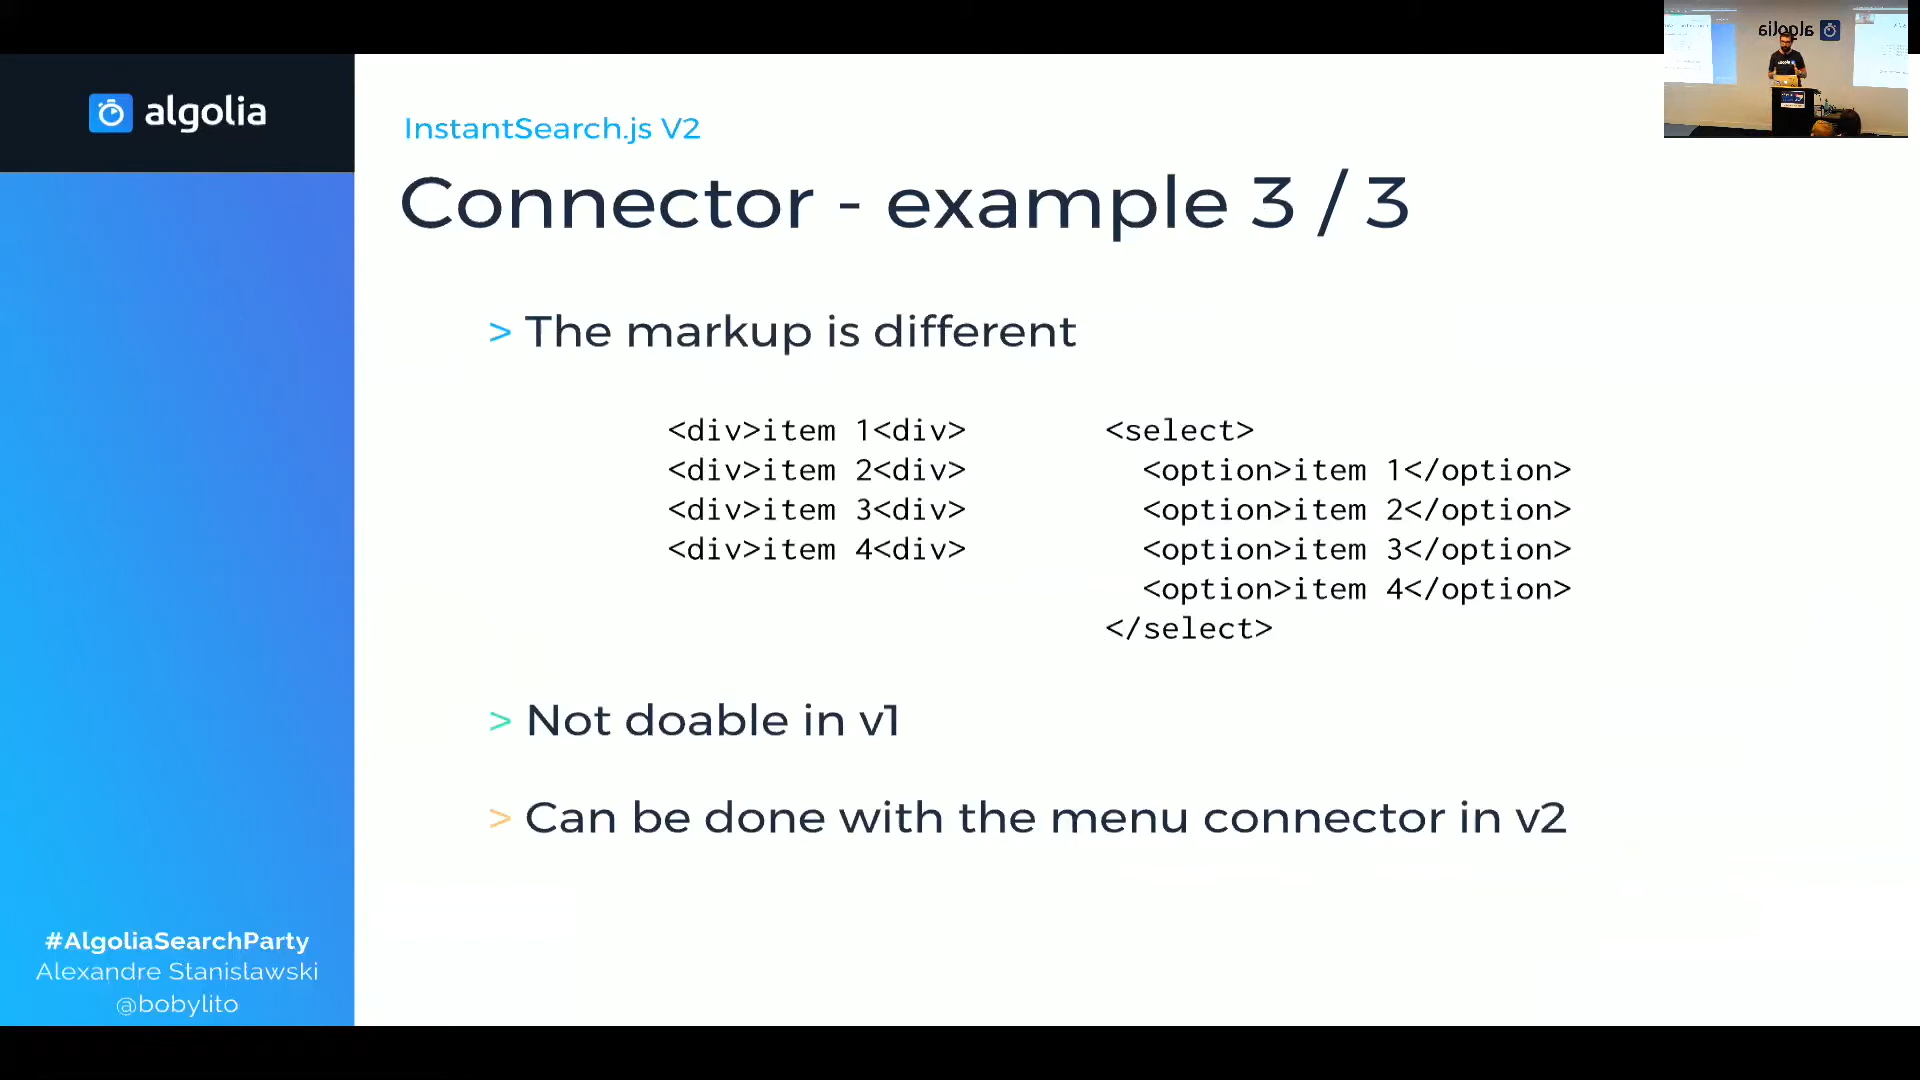 algolia
InstantSearch.js V2
Connector - example 3 / 3
> The markup is different
<div>item 1<div>
<div>item 2<div>
<div>item 3<div>
<div>item 4<div>
<select>
<option>item 1</option>
<option>item 2</option>
<option>item 3</option>
<option>item 4</option>
</select>
> Not doable in v1
> Can be done with the menu connector in v2
#AlgoliaSearchParty
Alexandre Stanislawski
@bobylito
algolia